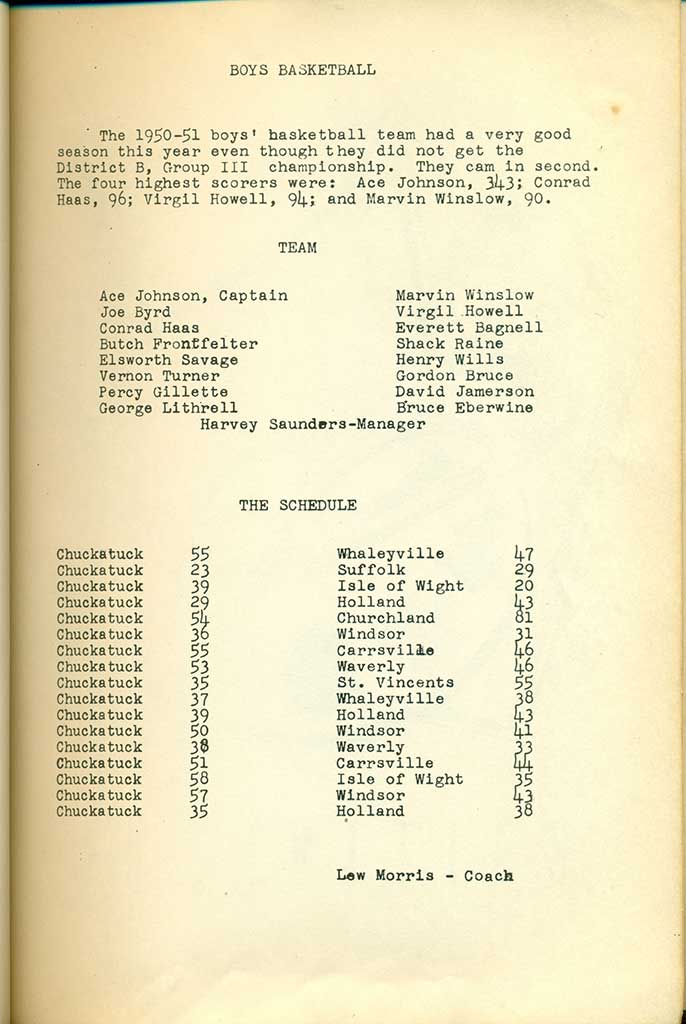 BOYS BASKETBALL
The 1950-51 boys' basketball team had a very good
season this year even though they did not get the
District B, Group III championship. They cam in second.
The four highest scorers were: Ace Johnson, 343; Conrad
Haas, 96; Virgil Howell, 94; and Marvin Winslow, 90.
TEAM
Ace Johnson, Captain Marvin Winslow
Joe Byrd Virgil Howell
Conrad Haas Everett Bagnell
Butch Frontfelter Shack Raine
Elsworth Savage Henry Wills
Vernon Turner Gordon Bruce
Percy Gillette David Jamerson
George Lithrell Bruce Eberwine
Harvey Saunders-Manager
THE SCHEDULE
Chuckatuck 55 Whaleyville 47
Chuckatuck 23 Suffolk 29
Chuckatuck 39 Isle of Wight 20
Chuckatuck 29 Holland 43
Chuckatuck 54 Churchland 81
Chuckatuck 36 Windsor 31
Chuckatuck 55 Carrsville 46
Chuckatuck 53 Waverly 46
Chuckatuck 35 St. Vincents 55
Chuckatuck 37 Whaleyville 38
Chuckatuck 39 Holland 43
Chuckatuck 50 Windsor 41
Chuckatuck 38 Waverly 33
Chuckatuck 51 Carrsville 44
Chuckatuck 58 Isle of Wight 35
Chuckatuck 57 Windsor 43
Chuckatuck 35 Holland 38
Lew Morris - Coach